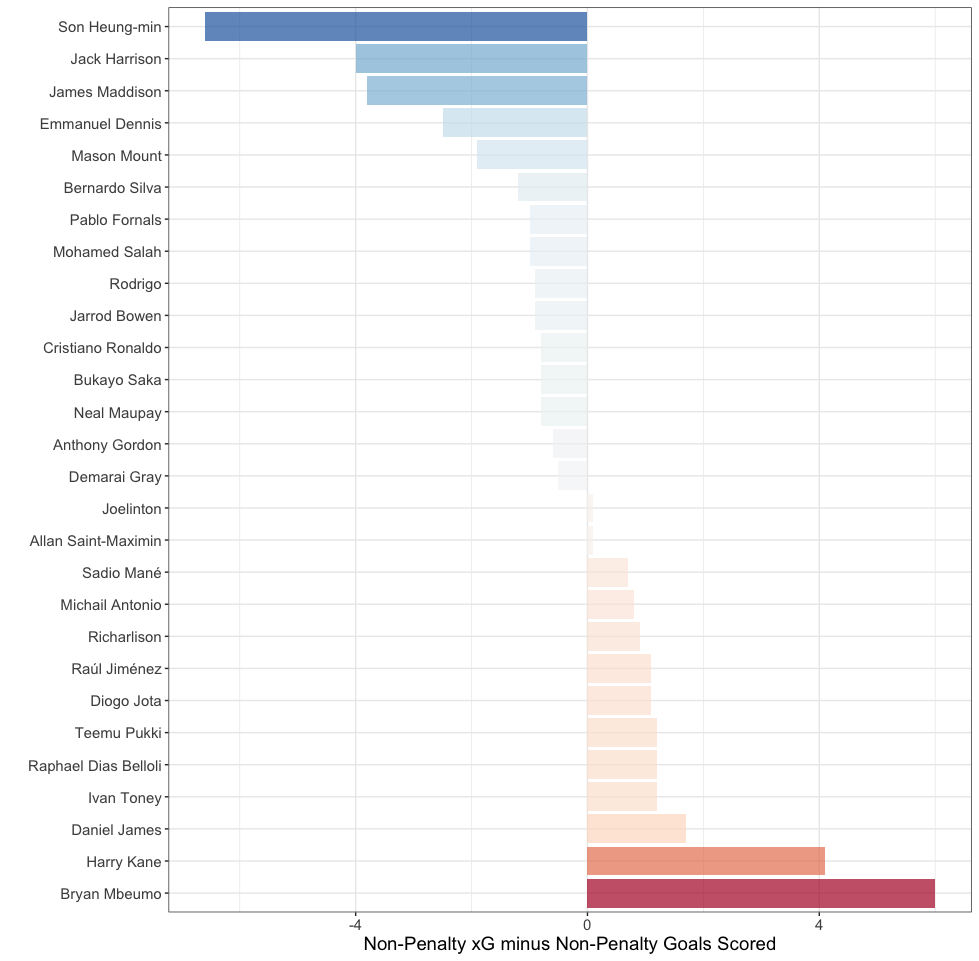 Son Heung-min
Jack Harrison
James Maddison
Emmanuel Dennis
Mason Mount
Bernardo Silva
Pablo Fornals
Mohamed Salah
Rodrigo
Jarrod Bowen
Cristiano Ronaldo
Bukayo Saka
Neal Maupay
Anthony Gordon
Demarai Gray
Joelinton
Allan Saint-Maximin
Sadio Mané
Michail Antonio
Richarlison
Raúl Jiménez
Diogo Jota
Teemu Pukki
Raphael Dias Belloli
Ivan Toney
Daniel James
Harry Kane
Bryan Mbeumo
-4 0 4
Non-Penalty xG minus Non-Penalty Goals Scored